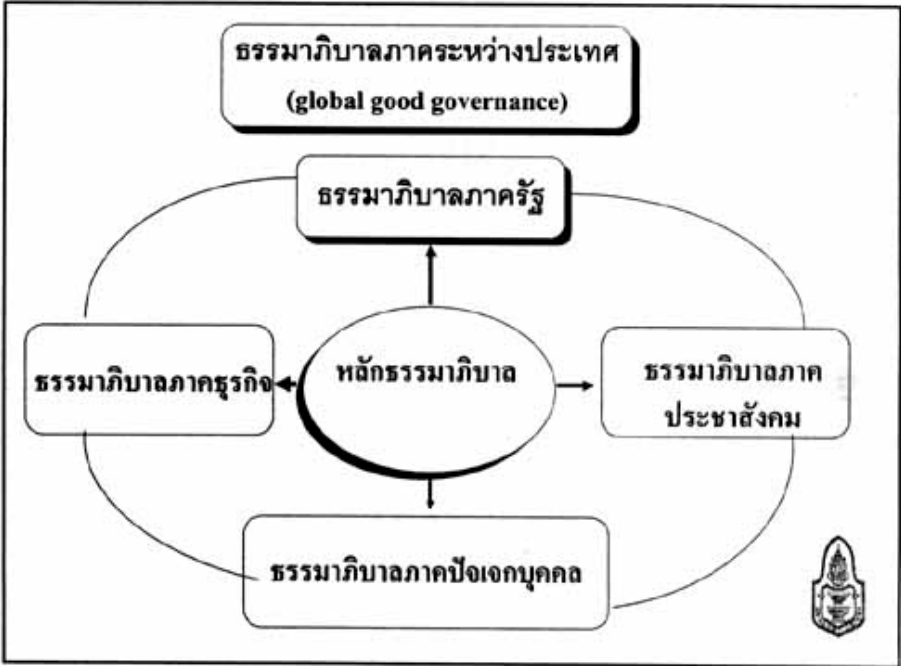 ธรรมาภิบาลภาคระหว่างประเทศ
(global good governance)
ธรรมาภิบาลภาครัฐ
ธรรมาภิบาลภาคธุรกิจ
หลักธรรมาภิบาล
ธรรมาภิบาลภาค
ประชาสังคม
ธรรมาภิบาลภาคปัจเจกบุคคล